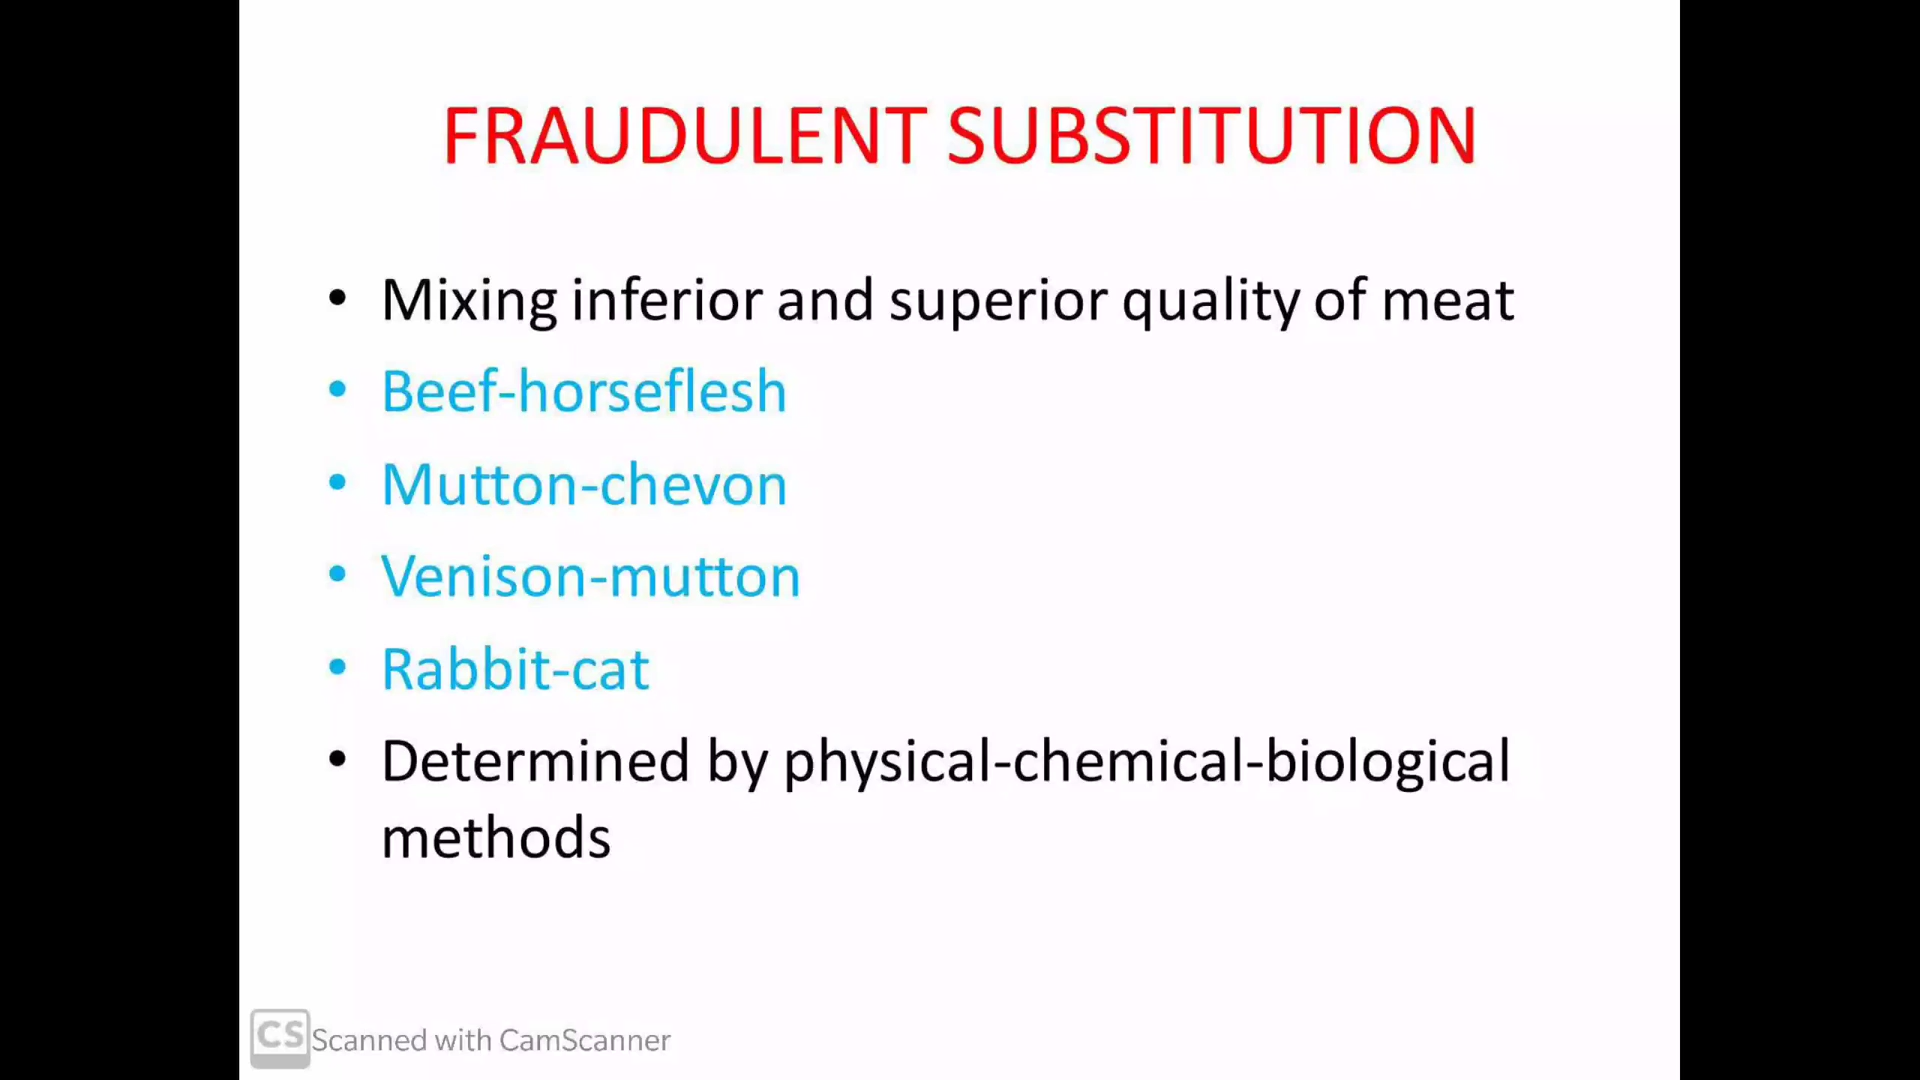 FRAUDULENT SUBSTITUTION
• Mixing inferior and superior quality of meat
• Beef-horseflesh
• Mutton-chevon
• Venison-mutton
• Rabbit-cat
• Determined by physical-chemical-biological
methods
CS Scanned with CamScanner